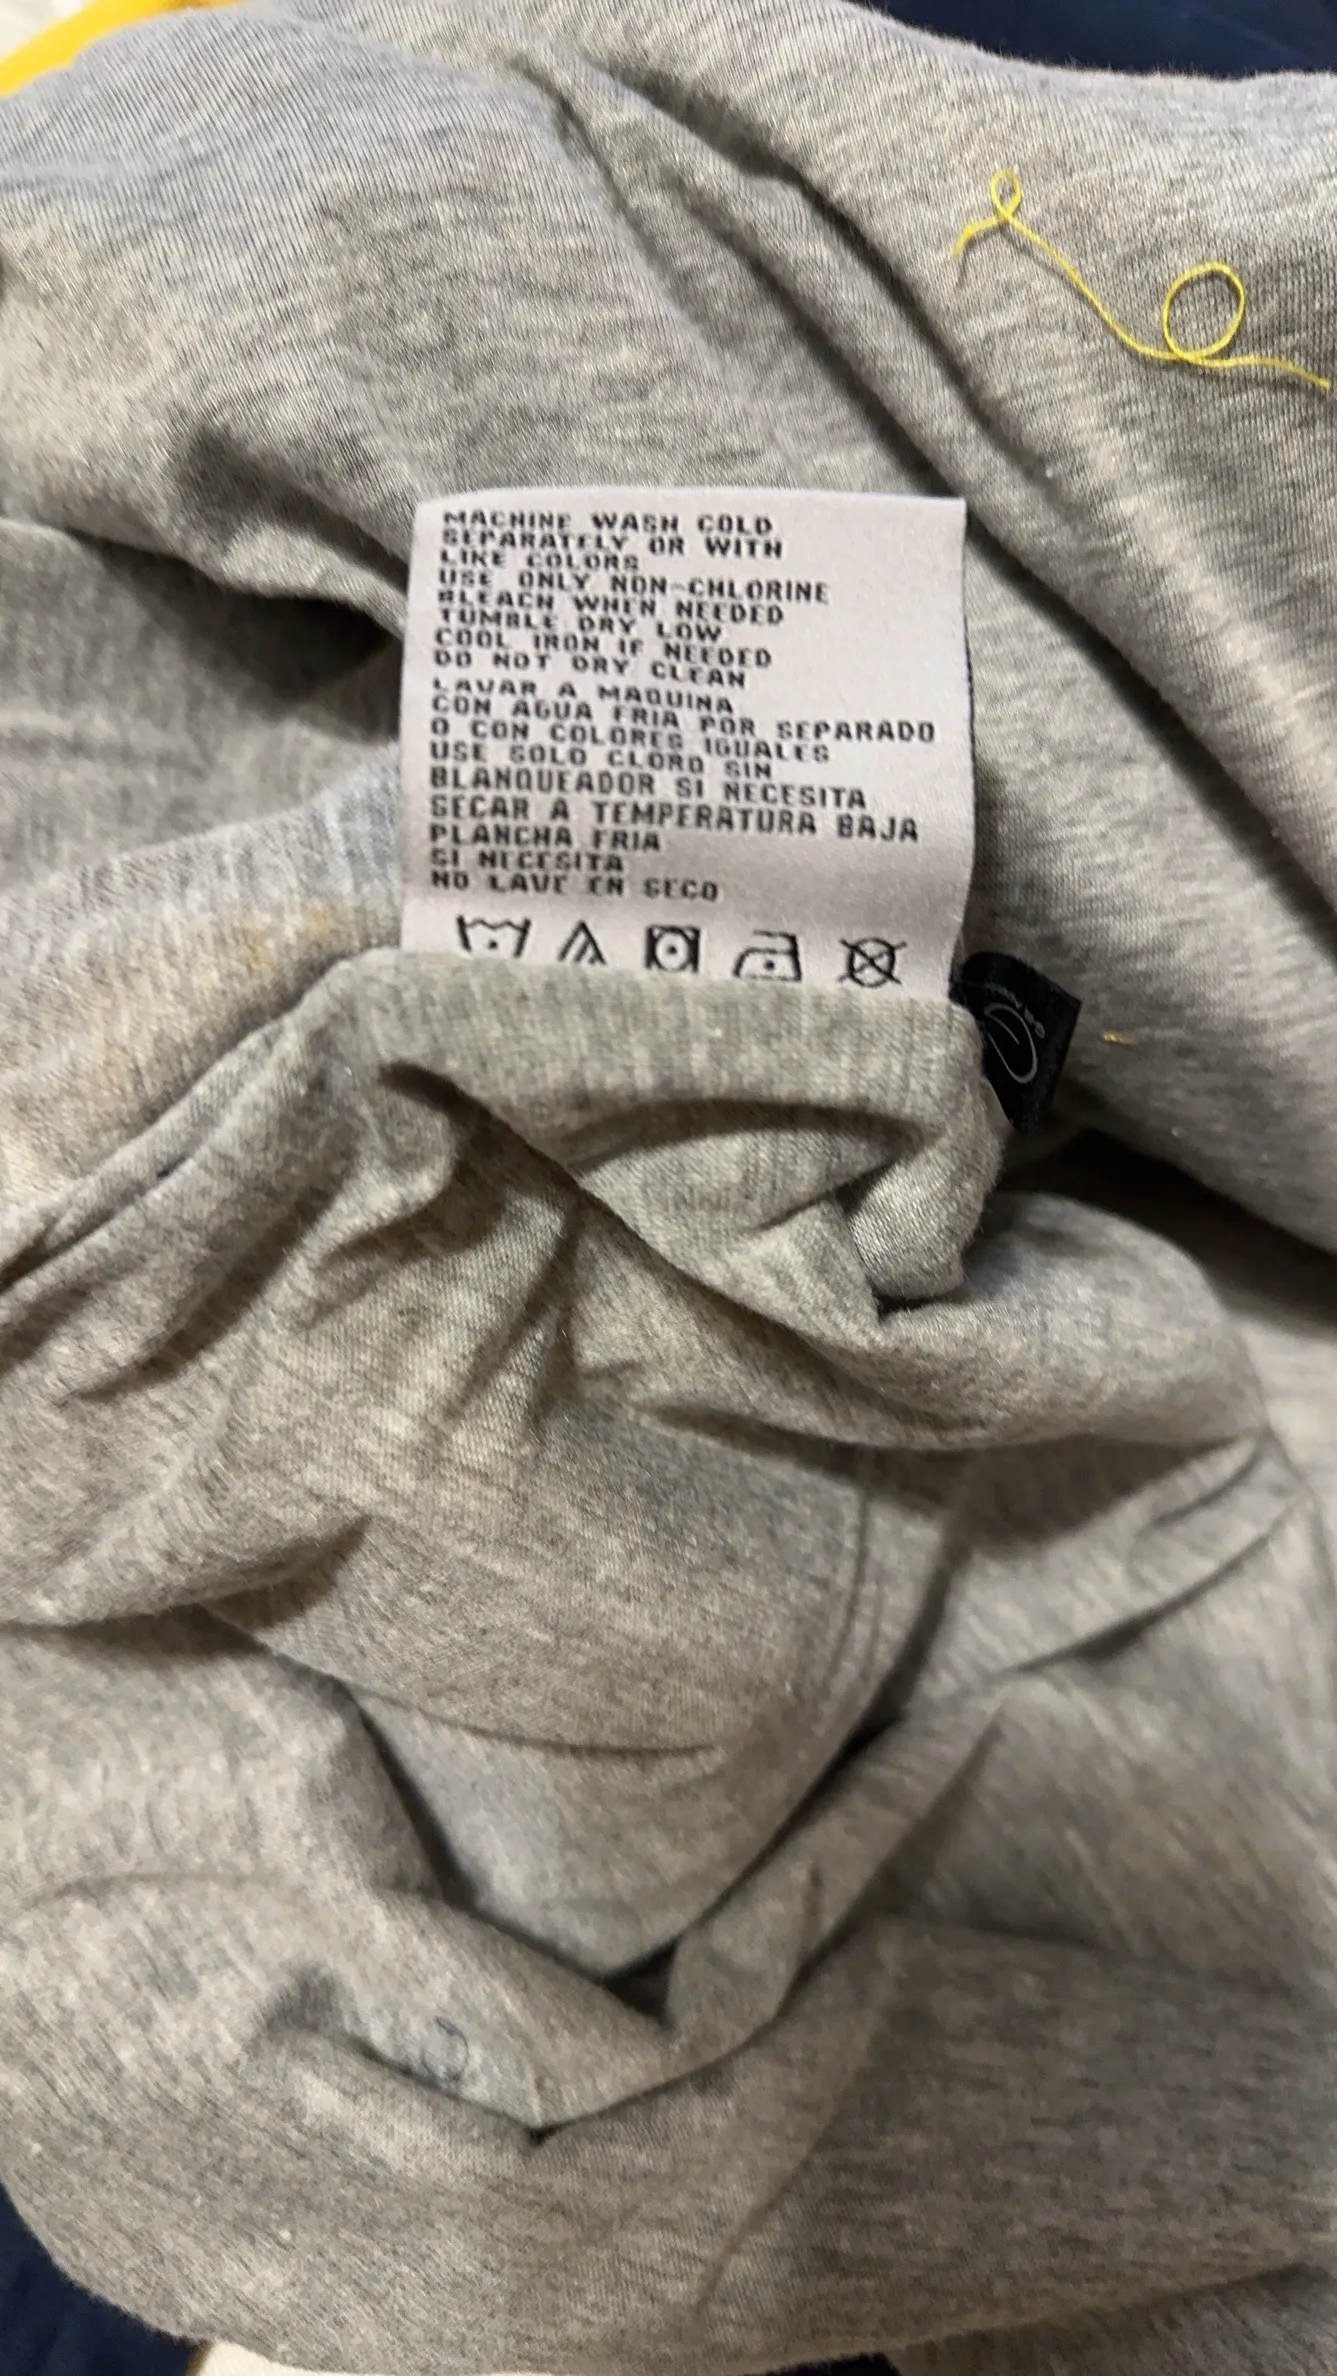 MACHINE WASH COLD
SEPARATELY OR WITH
LIKE COLORS
USE ONLY NON-CHLORINE
BLEACH WHEN NEEDED
TUMBLE DRY LOW
COOL IRON IF NEEDED
DO NOT DRY CLEAN
LAVAR A MAQUINA
CON AGUA FRIA POR SEPARADO
O CON COLORES IGUALES
USE SOLO CLORO SIN
BLANQUEADOR SI NECESITA
SECAR A TEMPERATURA BAJA
PLANCHA FRIA
SI NECESITA
NO LAVE EN SECO